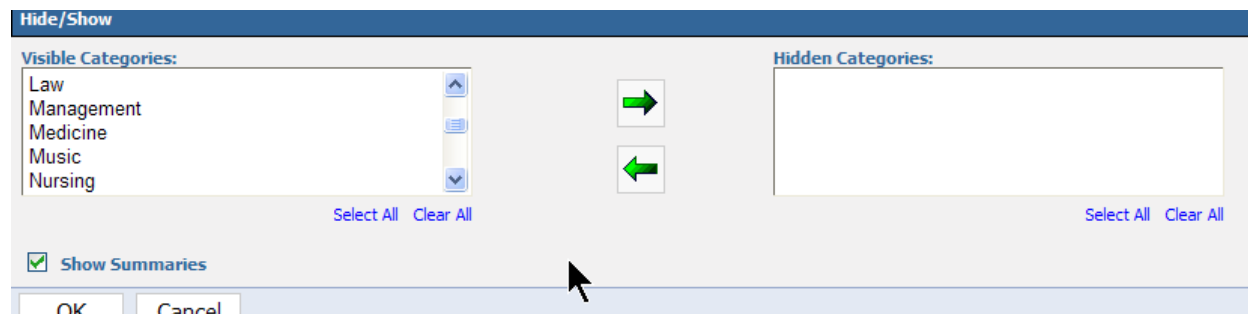 Hide/Show
Visible Categories:
Law
Management
Medicine
Music
Nursing
Select All Clear All
Hidden Categories:
Select All Clear All
Show Summaries
OK Cancel